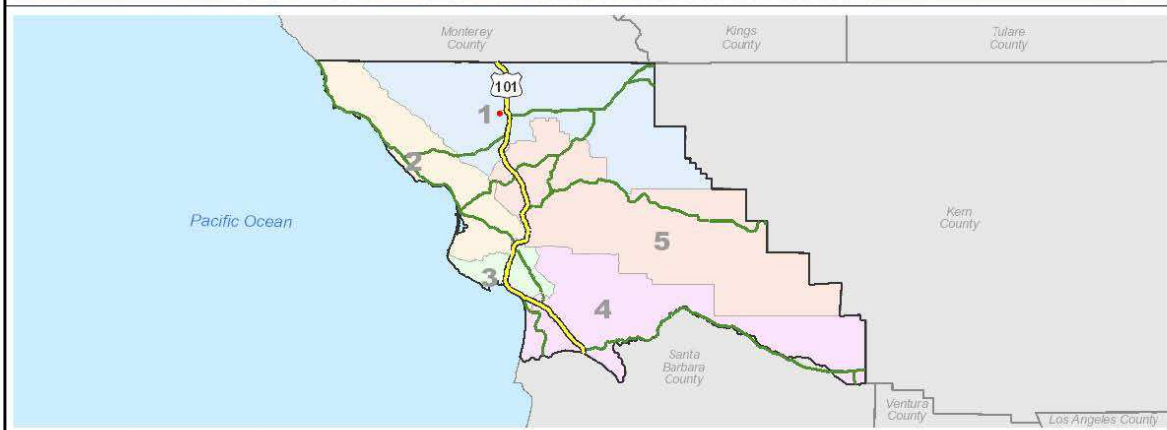 Monterey
County
Kings
County
Tulare
County
101
1
2
Pacific Ocean
Kern
County
5
3
4
Santa
Barbara
County
Ventura
County
Los Angeles County